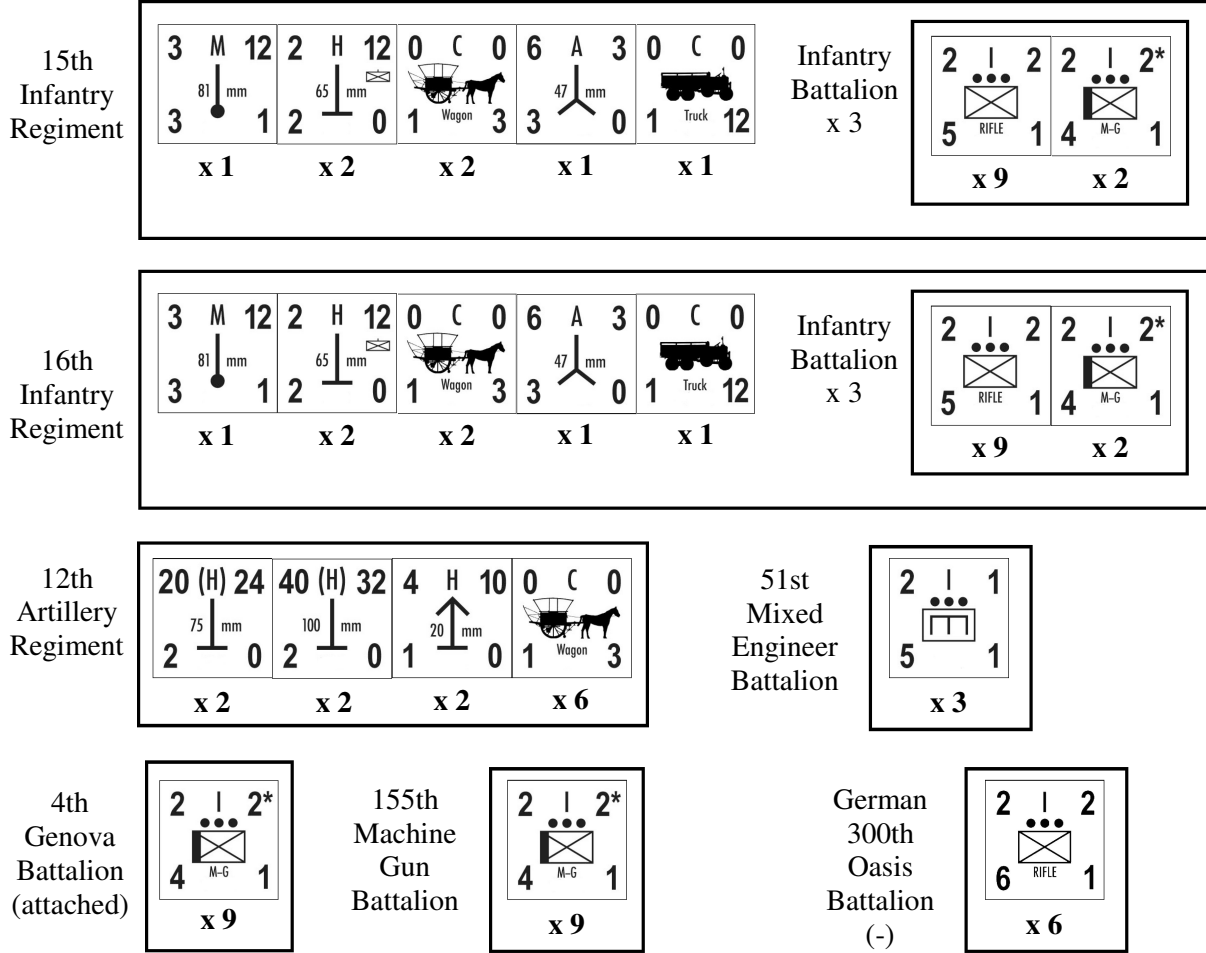 15th
Infantry
Regiment
3 M 12
81 mm
3 1
x 1
2 H 12
65 mm
2 0
x 2
0 C 0
Wagon
1 3
x 2
6 A 3
47 mm
3 0
x 1
0 C 0
Truck
1 12
x 1
Infantry
Battalion
x 3
2 I 2
RIFLE
5 1
x 9
2 I 2*
M-G
4 1
x 2
16th
Infantry
Regiment
3 M 12
81 mm
3 1
x 1
2 H 12
65 mm
2 0
x 2
0 C 0
Wagon
1 3
x 2
6 A 3
47 mm
3 0
x 1
0 C 0
Truck
1 12
x 1
Infantry
Battalion
x 3
2 I 2
RIFLE
5 1
x 9
2 I 2*
M-G
4 1
x 2
12th
Artillery
Regiment
20 (H) 24
75 mm
2 0
x 2
40 (H) 32
100 mm
2 0
x 2
4 H 10
20 mm
1 0
x 2
0 C 0
Wagon
1 3
x 6
51st
Mixed
Engineer
Battalion
2 I 1
5 1
x 3
4th
Genova
Battalion
(attached)
2 I 2*
M-G
4 1
x 9
155th
Machine
Gun
Battalion
2 I 2*
M-G
4 1
x 9
German
300th
Oasis
Battalion
(-)
2 I 2
RIFLE
6 1
x 6